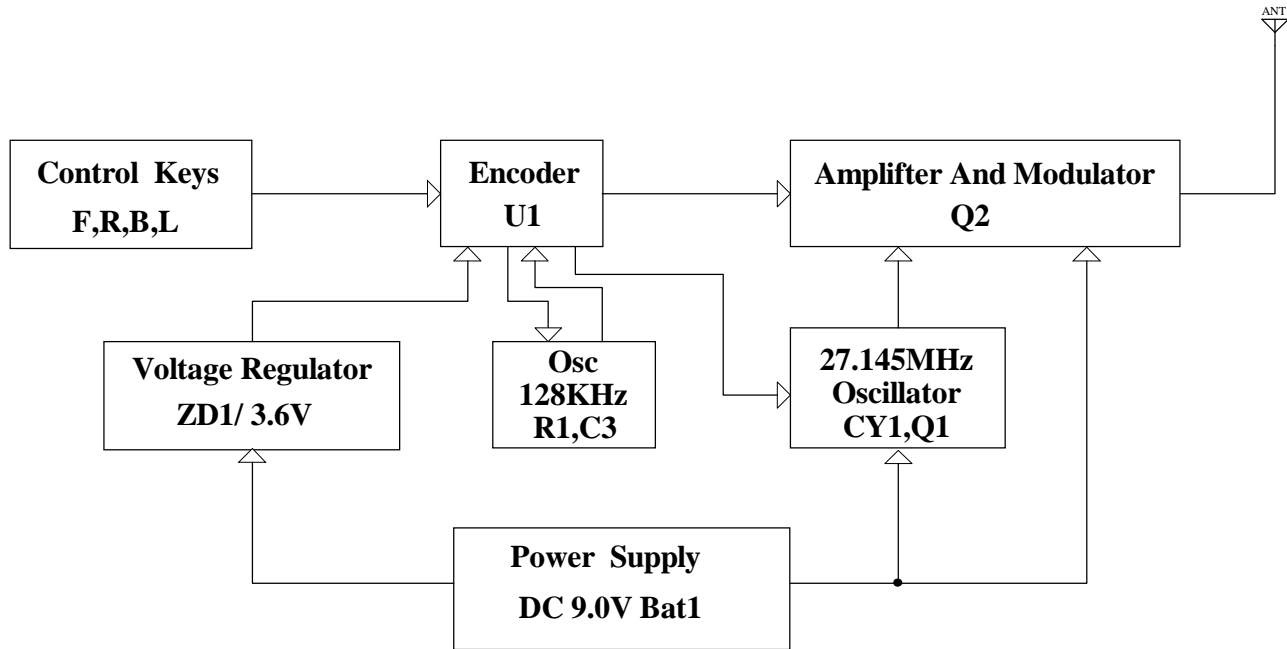 ANT
Control Keys
F,R,B,L
Encoder
U1
Amplifter And Modulator
Q2
Voltage Regulator
ZD1/ 3.6V
Osc
128KHz
R1,C3
27.145MHz
Oscillator
CY1,Q1
Power Supply
DC 9.0V Bat1